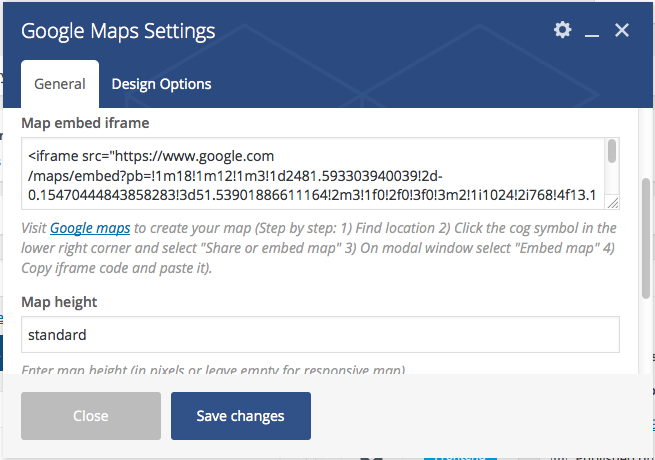 Google Maps Settings
General
Design Options
Map embed iframe
<iframe src="https://www.google.com
/maps/embed?pb=!1m18!1m12!1m3!1d2481.593303940039!2d-
0.15470444843858283!3d51.53901886611164!2m3!1f0!2f0!3f0!3m2!1i1024!2i768!4f13.1
Visit Google maps to create your map (Step by step: 1) Find location 2) Click the cog symbol in the
lower right corner and select "Share or embed map" 3) On modal window select "Embed map" 4)
Copy iframe code and paste it).
Map height
standard
Enter map height (in pixels or leave empty for responsive map)
Close
Save changes